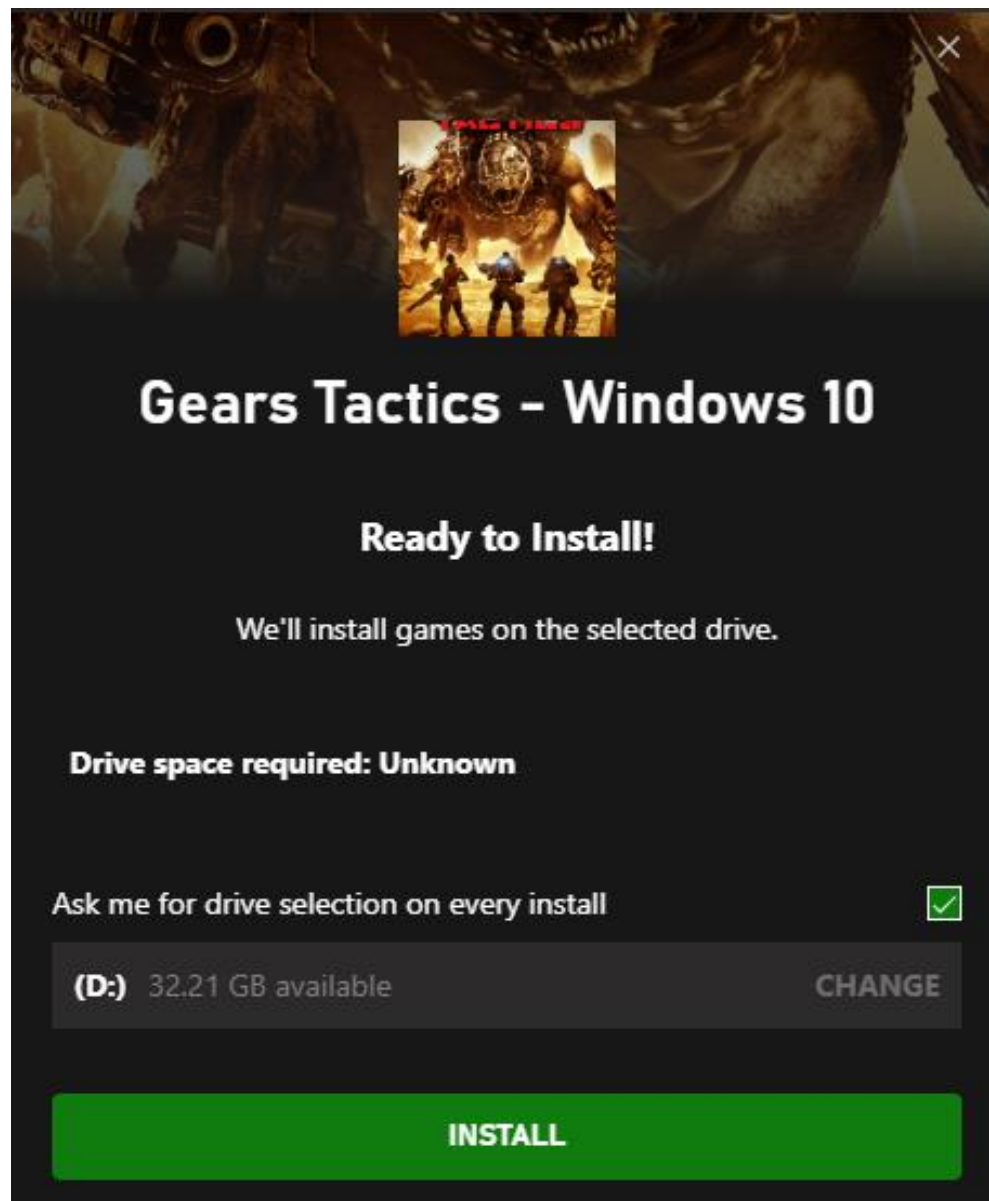 Gears Tactics - Windows 10
Ready to Install!
We'll install games on the selected drive.
Drive space required: Unknown
Ask me for drive selection on every install
(D:) 32.21 GB available CHANGE
INSTALL